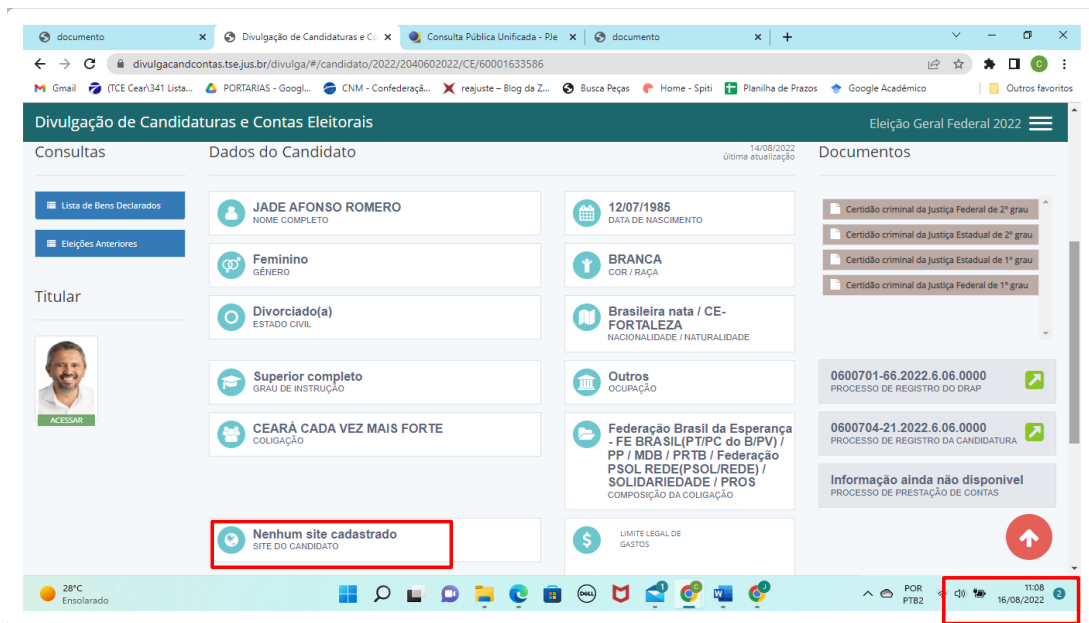 documento
Divulgação de Candidaturas e Co
Consulta Pública Unificada - PJe
documento
divulgacandcontas.tse.jus.br/divulga/#/candidato/2022/2040602022/CE/60001633586
Gmail
(TCE Cear\341 Lista...
PORTARIAS - Googl...
CNM - Confederaçã...
reajuste – Blog da Z...
Busca Peças
Home - Spiti
Planilha de Prazos
Google Acadêmico
Outros favoritos
Divulgação de Candidaturas e Contas Eleitorais
Eleição Geral Federal 2022
Consultas
Lista de Bens Declarados
Eleições Anteriores
Titular
ACESSAR
Dados do Candidato
14/08/2022
última atualização
JADE AFONSO ROMERO
NOME COMPLETO
12/07/1985
DATA DE NASCIMENTO
Feminino
GÊNERO
BRANCA
COR / RAÇA
Divorciado(a)
ESTADO CIVIL
Brasileira nata / CE-
FORTALEZA
NACIONALIDADE / NATURALIDADE
Superior completo
GRAU DE INSTRUÇÃO
Outros
OCUPAÇÃO
CEARÁ CADA VEZ MAIS FORTE
COLIGAÇÃO
Federação Brasil da Esperança
- FE BRASIL(PT/PC do B/PV) /
PP / MDB / PRTB / Federação
PSOL REDE(PSOL/REDE) /
SOLIDARIEDADE / PROS
COMPOSIÇÃO DA COLIGAÇÃO
Nenhum site cadastrado
SITE DO CANDIDATO
LIMITE LEGAL DE
GASTOS
Documentos
Certidão criminal da Justiça Federal de 2º grau
Certidão criminal da Justiça Estadual de 2º grau
Certidão criminal da Justiça Estadual de 1º grau
Certidão criminal da Justiça Federal de 1º grau
0600701-66.2022.6.06.0000
PROCESSO DE REGISTRO DO DRAP
0600704-21.2022.6.06.0000
PROCESSO DE REGISTRO DA CANDIDATURA
Informação ainda não disponível
PROCESSO DE PRESTAÇÃO DE CONTAS
28°C
Ensolarado
POR
PTB2
11:08
16/08/2022
2